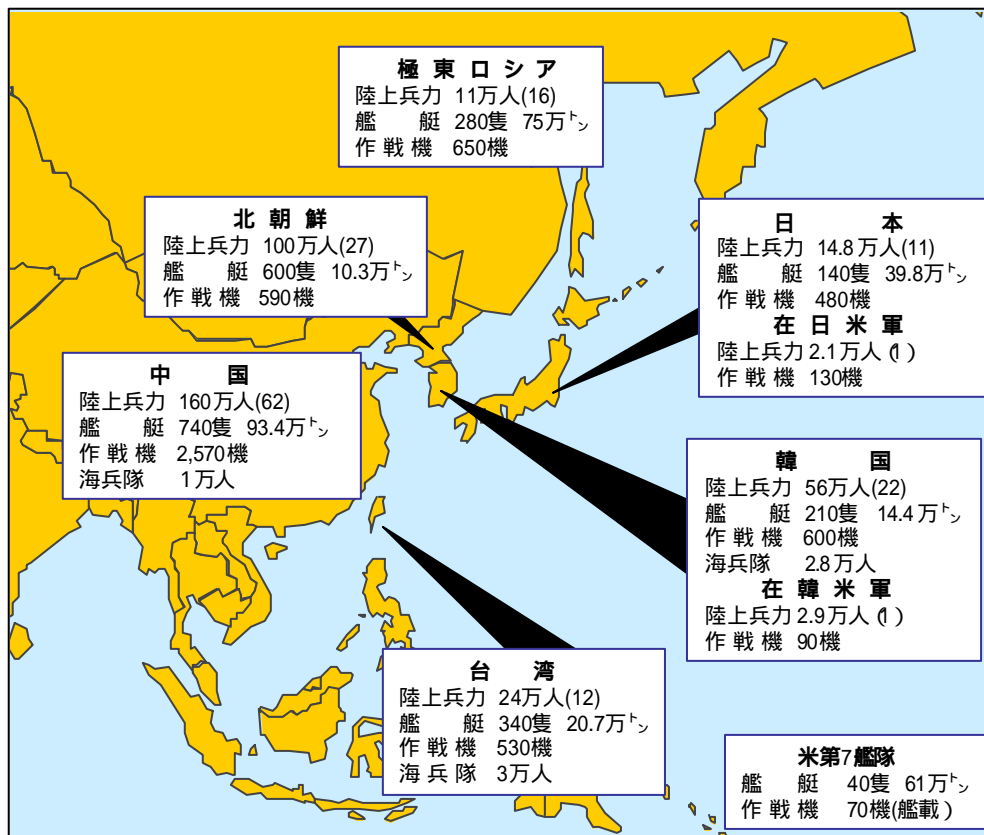 極東ロシア
陸上兵力 11万人(16)
艦艇 280隻 75万トン
作戦機 650機
北朝鮮
陸上兵力 100万人(27)
艦艇 600隻 10.3万トン
作戦機 590機
日本
陸上兵力 14.8万人(11)
艦艇 140隻 39.8万トン
作戦機 480機
在日米軍
陸上兵力 2.1万人(1)
作戦機 130機
中国
陸上兵力 160万人(62)
艦艇 740隻 93.4万トン
作戦機 2,570機
海兵隊 1万人
韓国
陸上兵力 56万人(22)
艦艇 210隻 14.4万トン
作戦機 600機
海兵隊 2.8万人
在韓米軍
陸上兵力 2.9万人(1)
作戦機 90機
台湾
陸上兵力 24万人(12)
艦艇 340隻 20.7万トン
作戦機 530機
海兵隊 3万人
米第7艦隊
艦艇 40隻 61万トン
作戦機 70機(艦載)